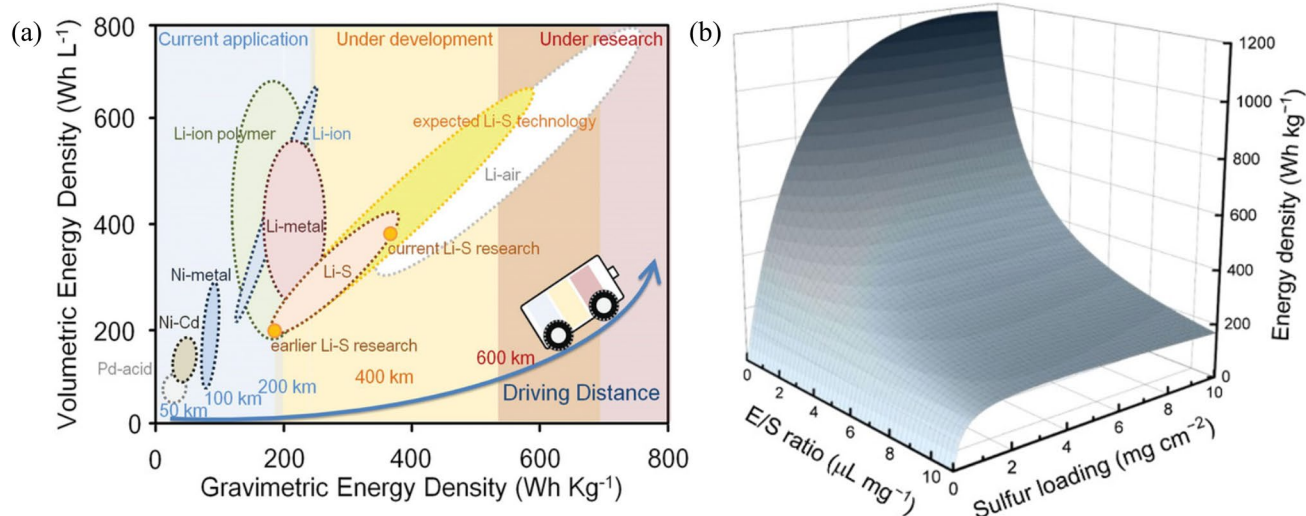 (a)
Volumetric Energy Density (Wh L⁻¹)
800
600
400
200
0
Current application
Under development
Under research
Li-ion polymer
Li-ion
expected Li-S technology
Li-air
Li-metal
current Li-S research
Li-S
Ni-metal
Ni-Cd
earlier Li-S research
Pd-acid
50 km
100 km
200 km
400 km
600 km
Driving Distance
0
200
400
600
800
Gravimetric Energy Density (Wh Kg⁻¹)
(b)
1200
1000
800
600
400
200
0
Energy density (Wh kg⁻¹)
0
2
4
6
8
10
E/S ratio (μL mg⁻¹)
0
2
4
6
8
10
Sulfur loading (mg cm⁻²)